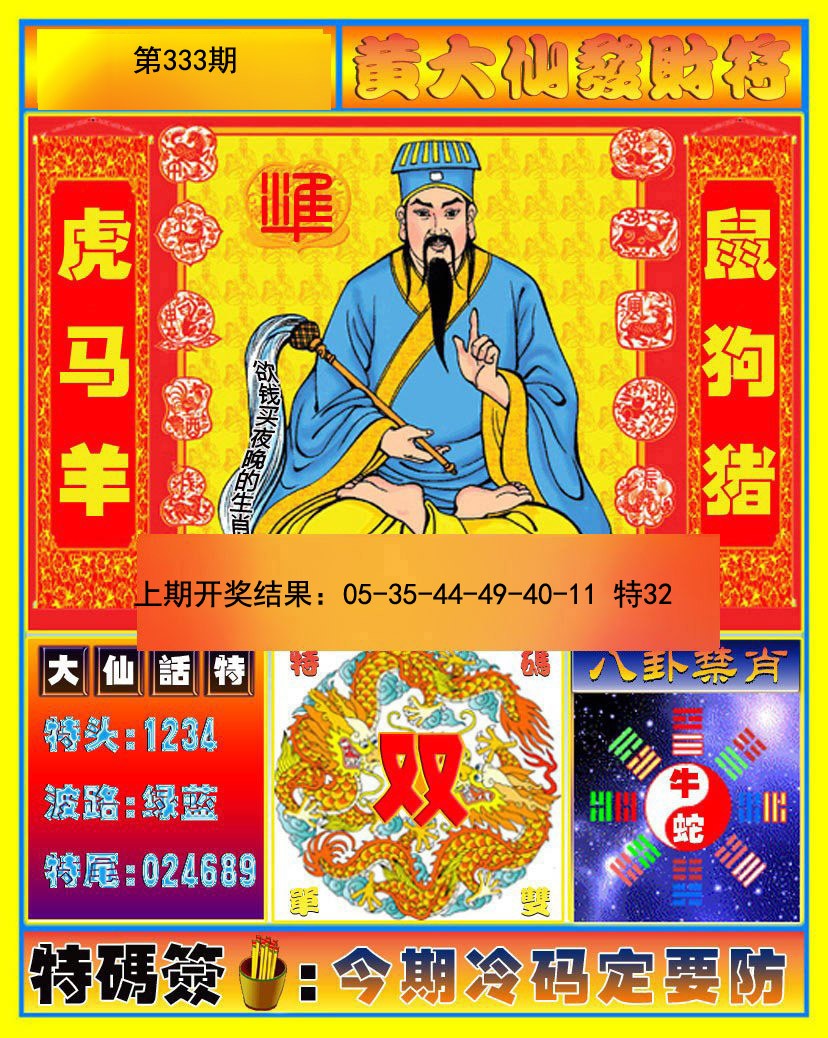 第333期
黄大仙發財符
虎马羊
鼠狗猪
欲钱买夜晚的生肖
上期开奖结果：05-35-44-49-40-11 特32
大仙話特
特头:1234
波路:绿蓝
特尾:024689
特碼
双
單雙
八卦禁肖
牛
蛇
特碼簽:今期冷码定要防